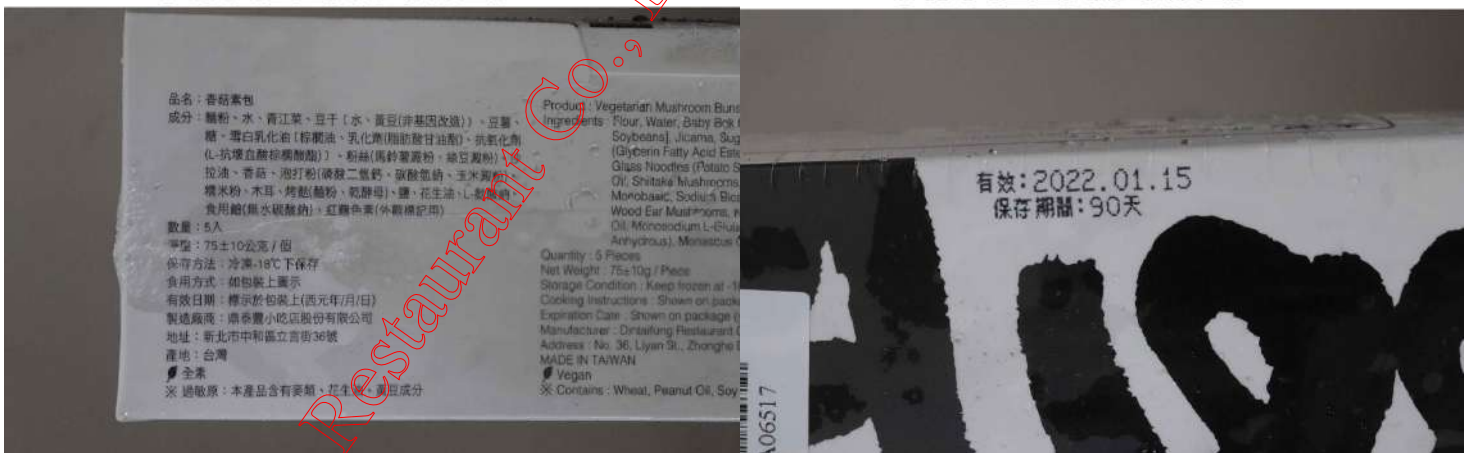 品名：香菇素包
成分：麵粉、水、青江菜、豆干〔水、黃豆(非基因改造)〕、豆薯、
糖、雪白乳化油〔棕櫚油、乳化劑(脂肪酸甘油酯)、抗氧化劑
(L-抗壞血酸棕櫚酸酯)〕、粉絲(馬鈴薯澱粉、綠豆澱粉)、
拉油、香菇、泡打粉(磷酸二氫鈣、碳酸氫鈉、玉米澱粉)、
糯米粉、木耳、烤麩(麵粉、乾酵母)、鹽、花生油、L-麩酸鈉、
食用鹼(無水碳酸鈉)、紅麴色素(外觀標記用)
數量：5入
淨重：75±10公克 / 個
保存方法：冷凍-18℃下保存
食用方式：如包裝上圖示
有效日期：標示於包裝上(西元年/月/日)
製造廠商：鼎泰豐小吃店股份有限公司
地址：新北市中和區立言街36號
產地：台灣
全素
※ 過敏原：本產品含有麥類、花生、黃豆成分
Product : Vegetarian Mushroom Buns
Ingredients : Flour, Water, Baby Bok
Soybeans], Jicama, Sug
(Glycerin Fatty Acid Este
Glass Noodles (Potato S
Oil, Shiitake Mushrooms,
Monobasic, Sodium Bica
Wood Ear Mushrooms,
Oil, Monosodium L-Gluta
Anhydrous), Monascus
Quantity : 5 Pieces
Net Weight : 75±10g / Piece
Storage Condition : Keep frozen at -1
Cooking Instructions : Shown on pack
Expiration Date : Shown on package (
Manufacturer : Dintaifung Restaurant
Address : No. 36, Liyan St., Zhonghe
MADE IN TAIWAN
Vegan
※ Contains : Wheat, Peanut Oil, Soy
Restaurant Co.,
有效：2022.01.15
保存期間：90天
A06517